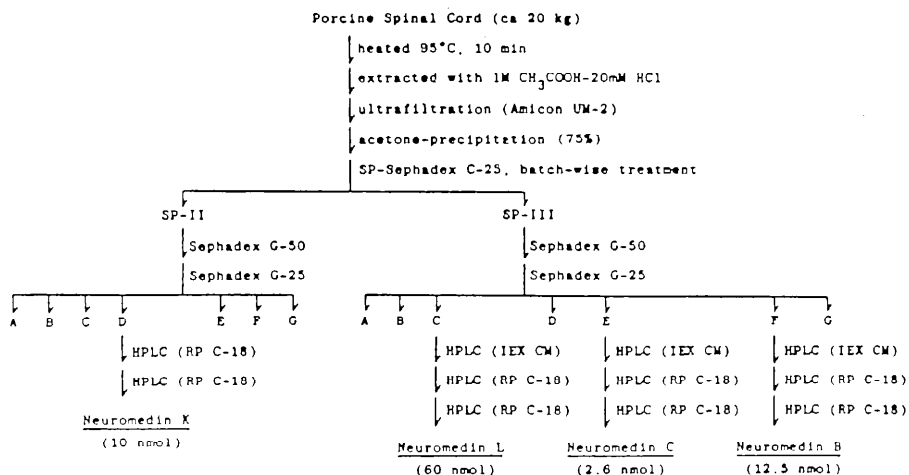 Porcine Spinal Cord (ca 20 kg)
heated 95°C, 10 min
extracted with 1M CH3COOH-20mM HCl
ultrafiltration (Amicon UM-2)
acetone-precipitation (75%)
SP-Sephadex C-25, batch-wise treatment
SP-II SP-III
Sephadex G-50 Sephadex G-50
Sephadex G-25 Sephadex G-25
A B C D E F G A B C D E F G
HPLC (RP C-18) HPLC (IEX CM) HPLC (IEX CM) HPLC (IEX CM)
HPLC (RP C-18) HPLC (RP C-18) HPLC (RP C-18) HPLC (RP C-18)
HPLC (RP C-18) HPLC (RP C-18) HPLC (RP C-18)
Neuromedin K
(10 nmol)
Neuromedin L Neuromedin C Neuromedin B
(60 nmol) (2.6 nmol) (12.5 nmol)